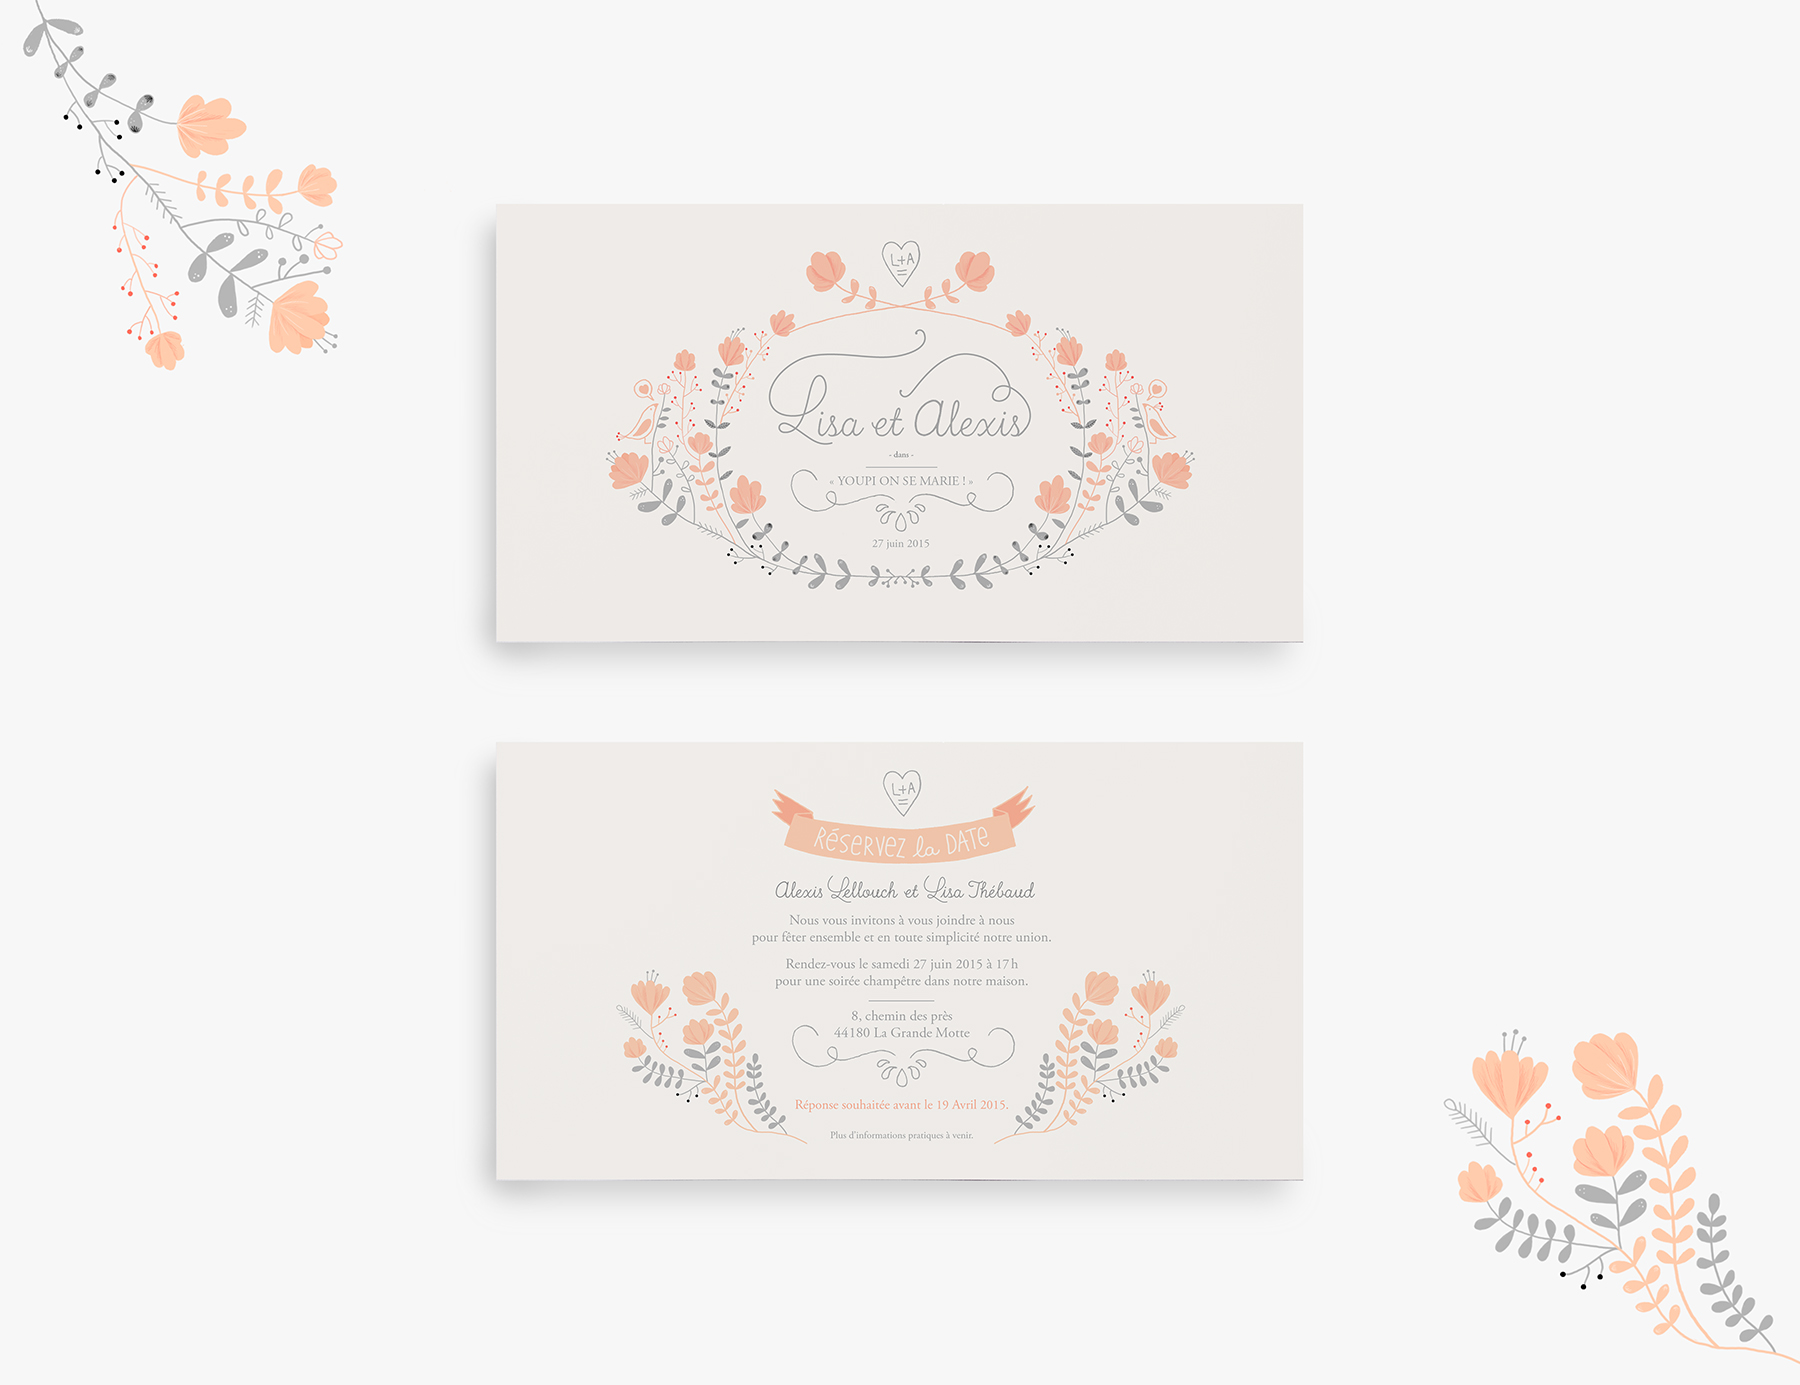 L+A
=
Lisa et Alexis
- dans -
« YOUPI ON SE MARIE ! »
27 juin 2015
L+A
=
RéSERVEZ la DATE
Alexis Lellouch et Lisa Thébaud
Nous vous invitons à vous joindre à nous
pour fêter ensemble et en toute simplicité notre union.
Rendez-vous le samedi 27 juin 2015 à 17 h
pour une soirée champêtre dans notre maison.
8, chemin des près
44180 La Grande Motte
Réponse souhaitée avant le 19 Avril 2015.
Plus d'informations pratiques à venir.